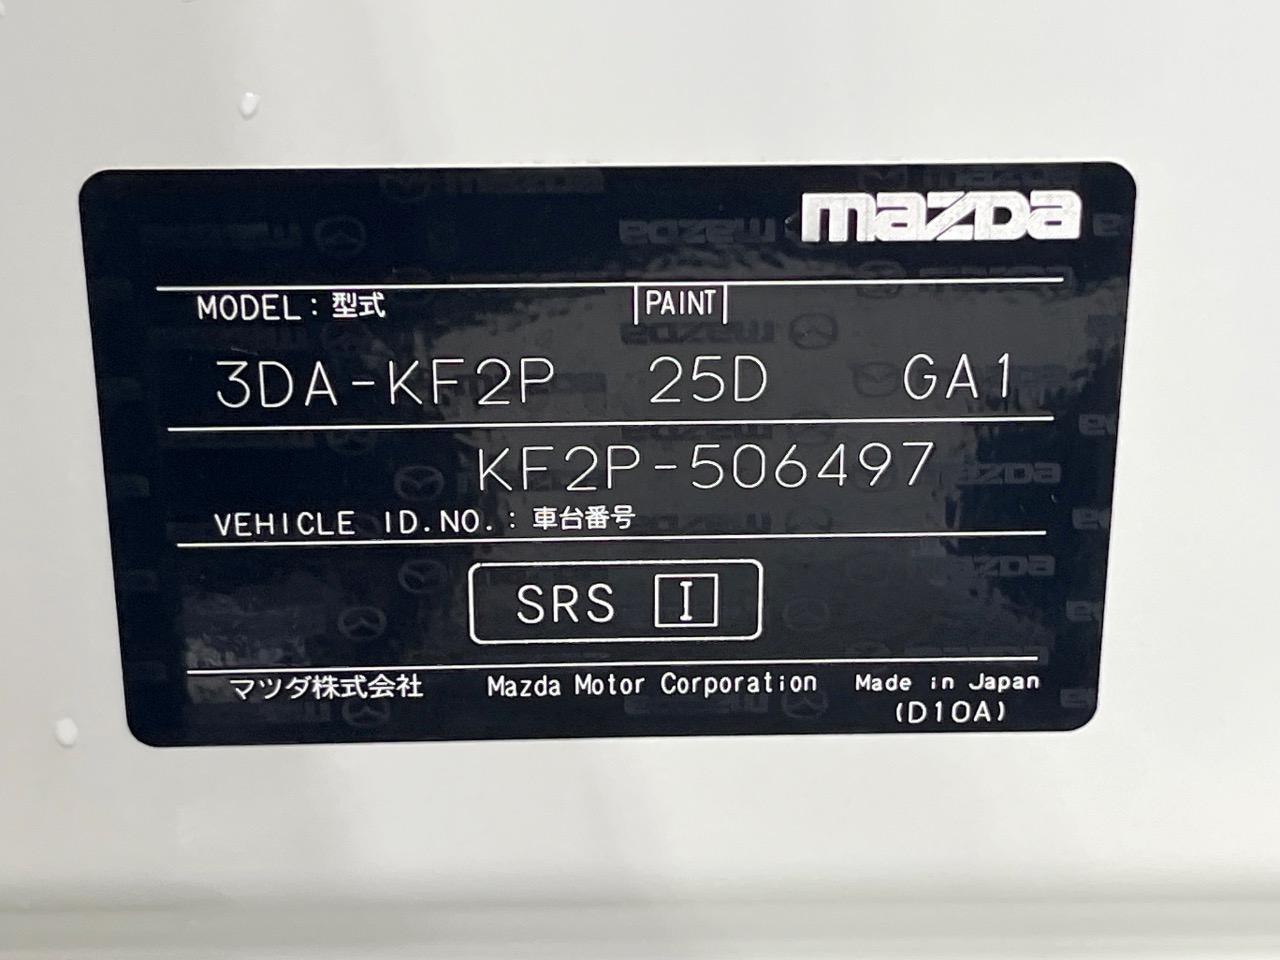 mazda
MODEL : 型式 PAINT
3DA-KF2P 25D GA1
KF2P-506497
VEHICLE ID.NO. : 車台番号
SRS I
マツダ株式会社 Mazda Motor Corporation Made in Japan
(D10A)